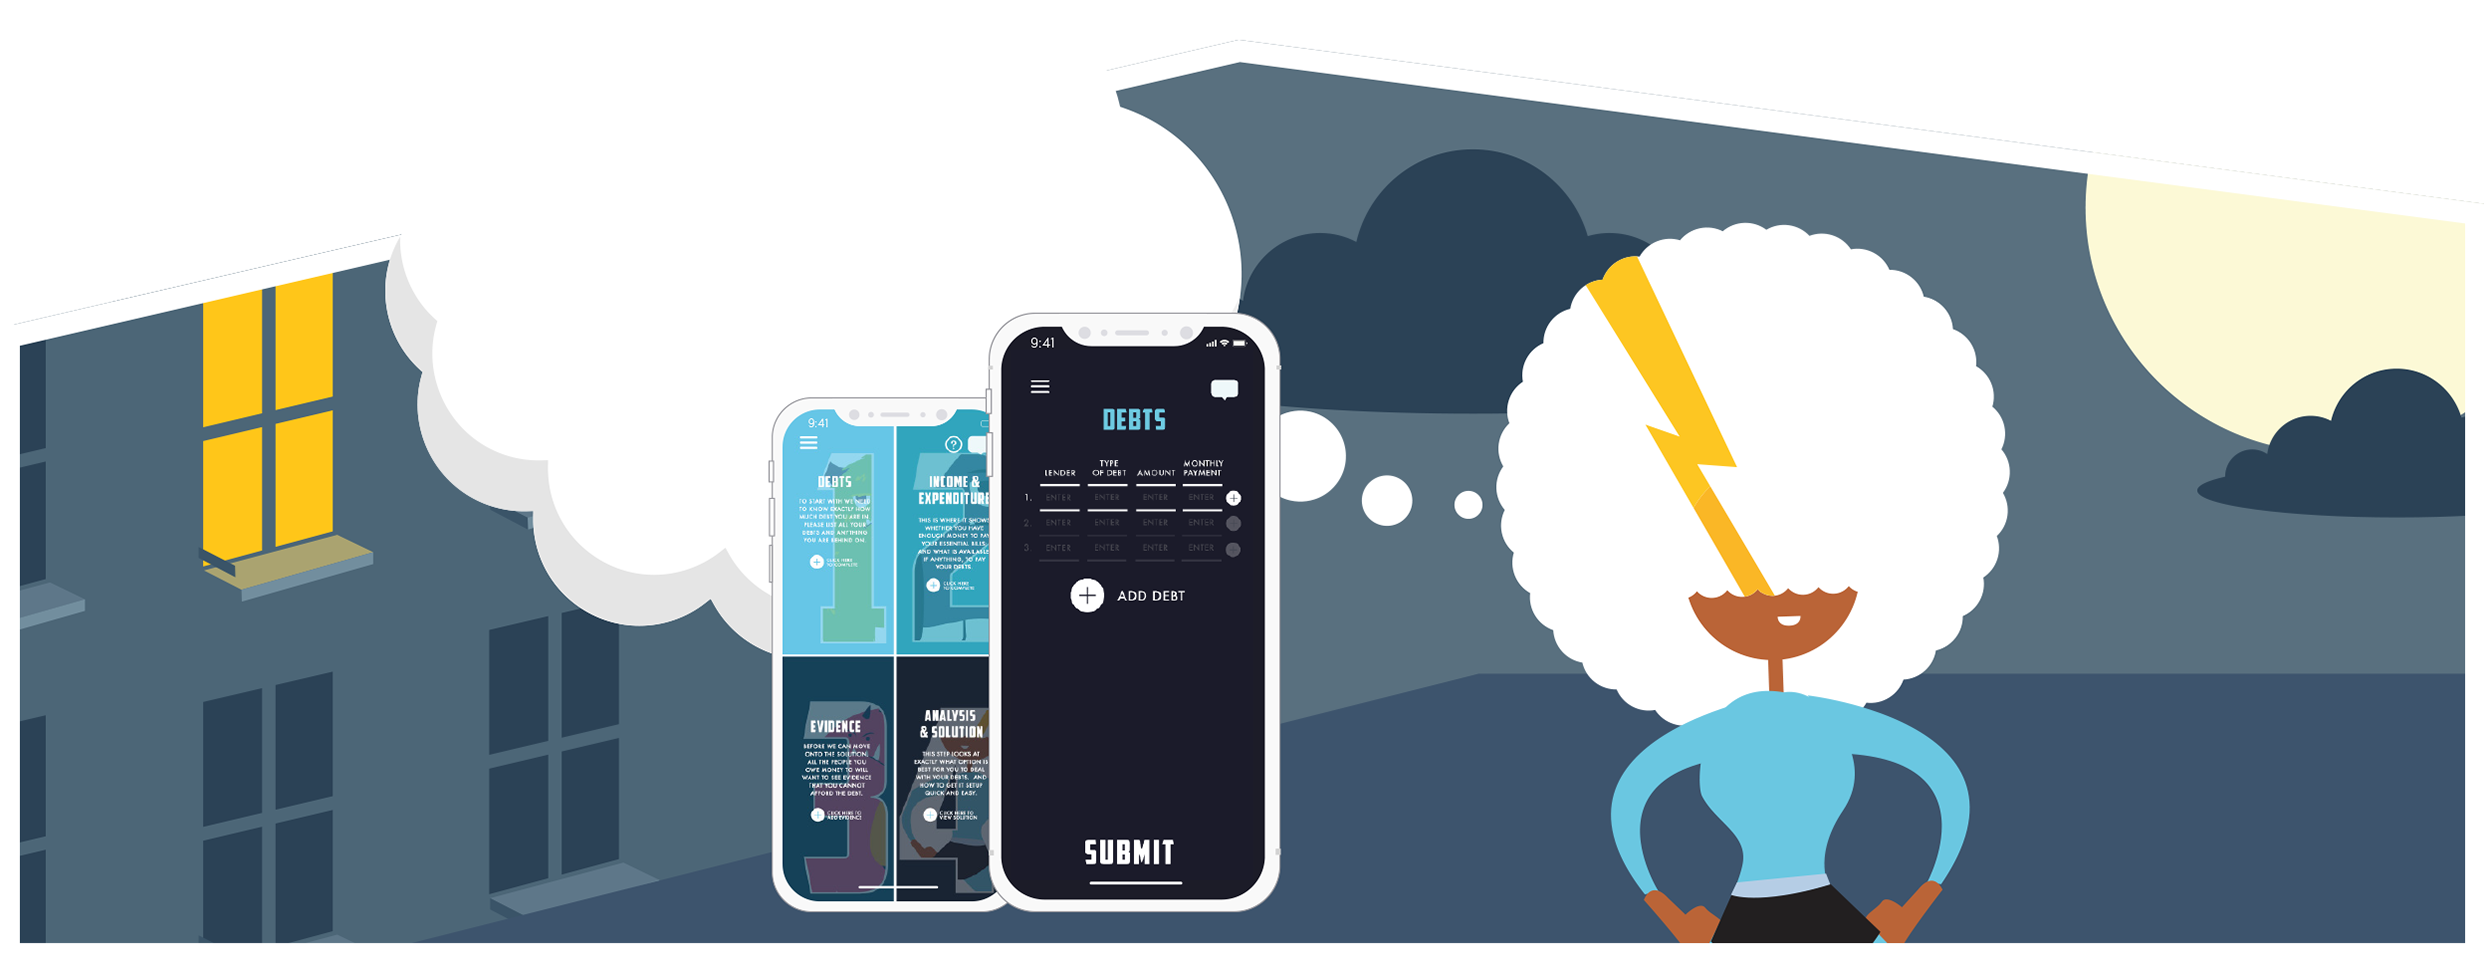 9:41
DEBTS
TO START WITH WE NEED
TO KNOW EXACTLY HOW
MUCH DEBT YOU ARE IN
PLEASE LIST ALL YOUR
DEBTS AND ANYTHING
YOU ARE BEHIND ON.
CLICK HERE
TO COMPLETE
?
INCOME &
EXPENDITURE
THIS IS WHERE IT SHOWS
WHETHER YOU HAVE
ENOUGH MONEY TO PAY
YOUR ESSENTIAL BILLS
AND WHAT IS AVAILABLE
IF ANYTHING, TO PAY
YOUR DEBTS.
CLICK HERE
TO COMPLETE
EVIDENCE
BEFORE WE CAN MOVE
ONTO THE SOLUTION,
ALL THE PEOPLE YOU
OWE MONEY TO WILL
WANT TO SEE EVIDENCE
THAT YOU CANNOT
AFFORD THE DEBT.
CLICK HERE TO
ADD EVIDENCE
ANALYSIS
& SOLUTION
THIS STEP LOOKS AT
EXACTLY WHAT OPTION IS
BEST FOR YOU TO DEAL
WITH YOUR DEBTS. AND
HOW TO GET IT SETUP
QUICK AND EASY.
CLICK HERE TO
VIEW SOLUTION
9:41
DEBTS
LENDER TYPE OF DEBT AMOUNT MONTHLY PAYMENT
1. ENTER ENTER ENTER ENTER
2. ENTER ENTER ENTER ENTER
3. ENTER ENTER ENTER ENTER
ADD DEBT
SUBMIT